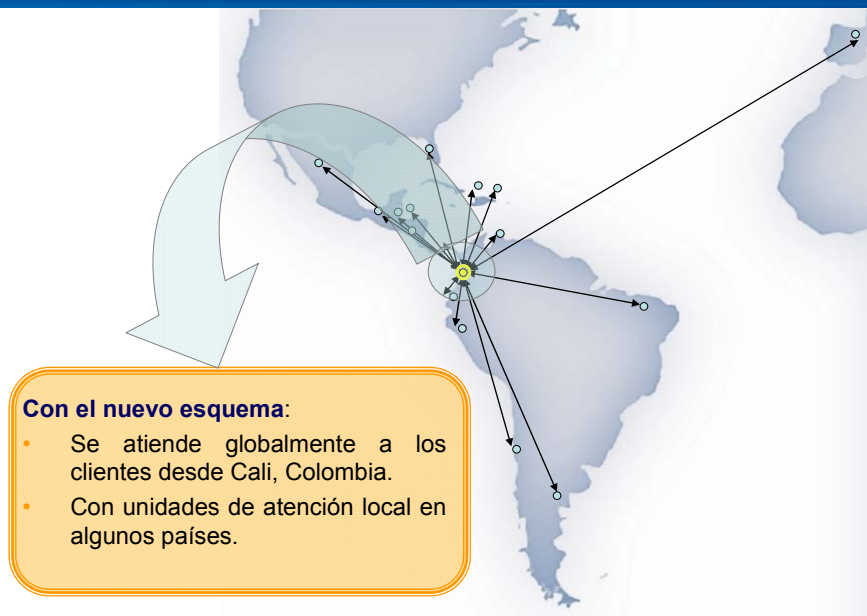 Con el nuevo esquema:
• Se atiende globalmente a los
clientes desde Cali, Colombia.
• Con unidades de atención local en
algunos países.